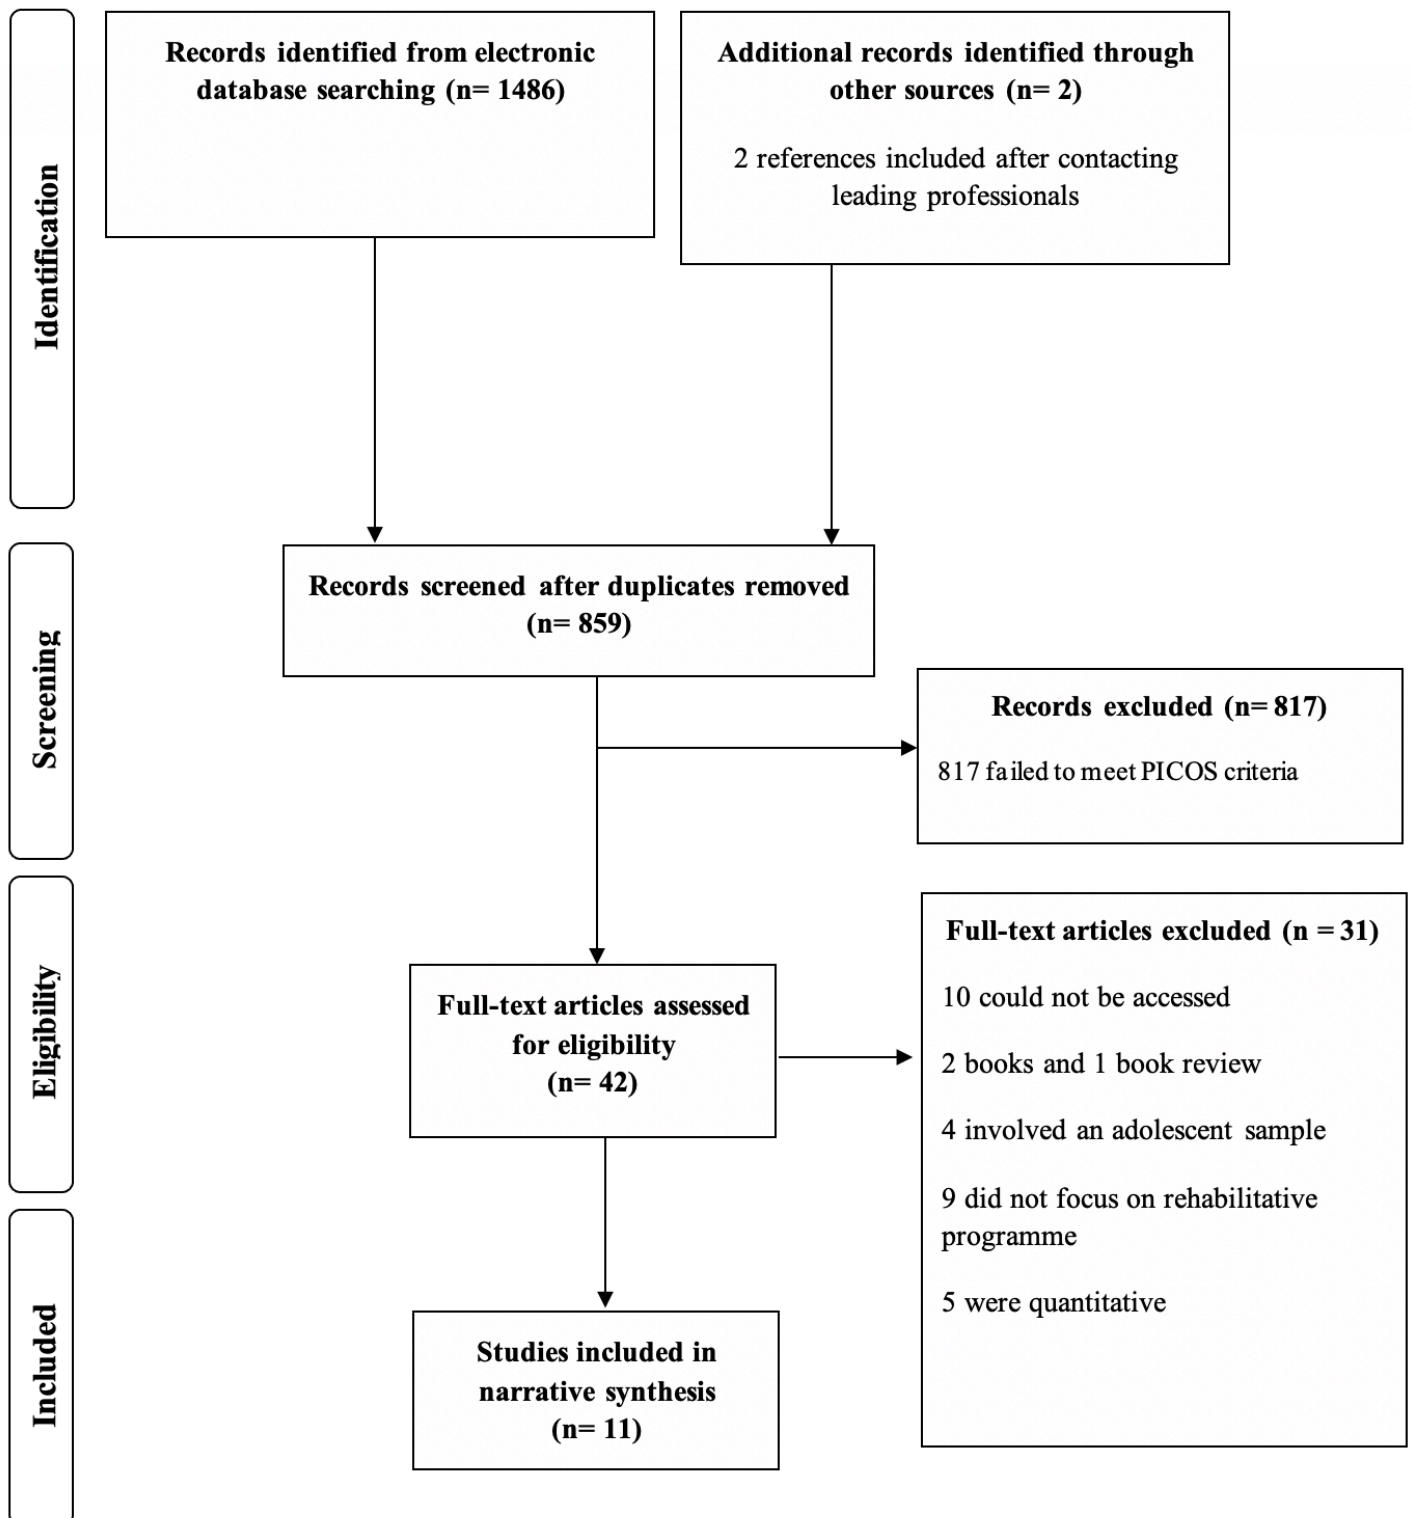 Identification
Records identified from electronic
database searching (n= 1486)
Additional records identified through
other sources (n= 2)
2 references included after contacting
leading professionals
Screening
Records screened after duplicates removed
(n= 859)
Records excluded (n= 817)
817 failed to meet PICOS criteria
Eligibility
Full-text articles assessed
for eligibility
(n= 42)
Full-text articles excluded (n = 31)
10 could not be accessed
2 books and 1 book review
4 involved an adolescent sample
9 did not focus on rehabilitative
programme
5 were quantitative
Included
Studies included in
narrative synthesis
(n= 11)